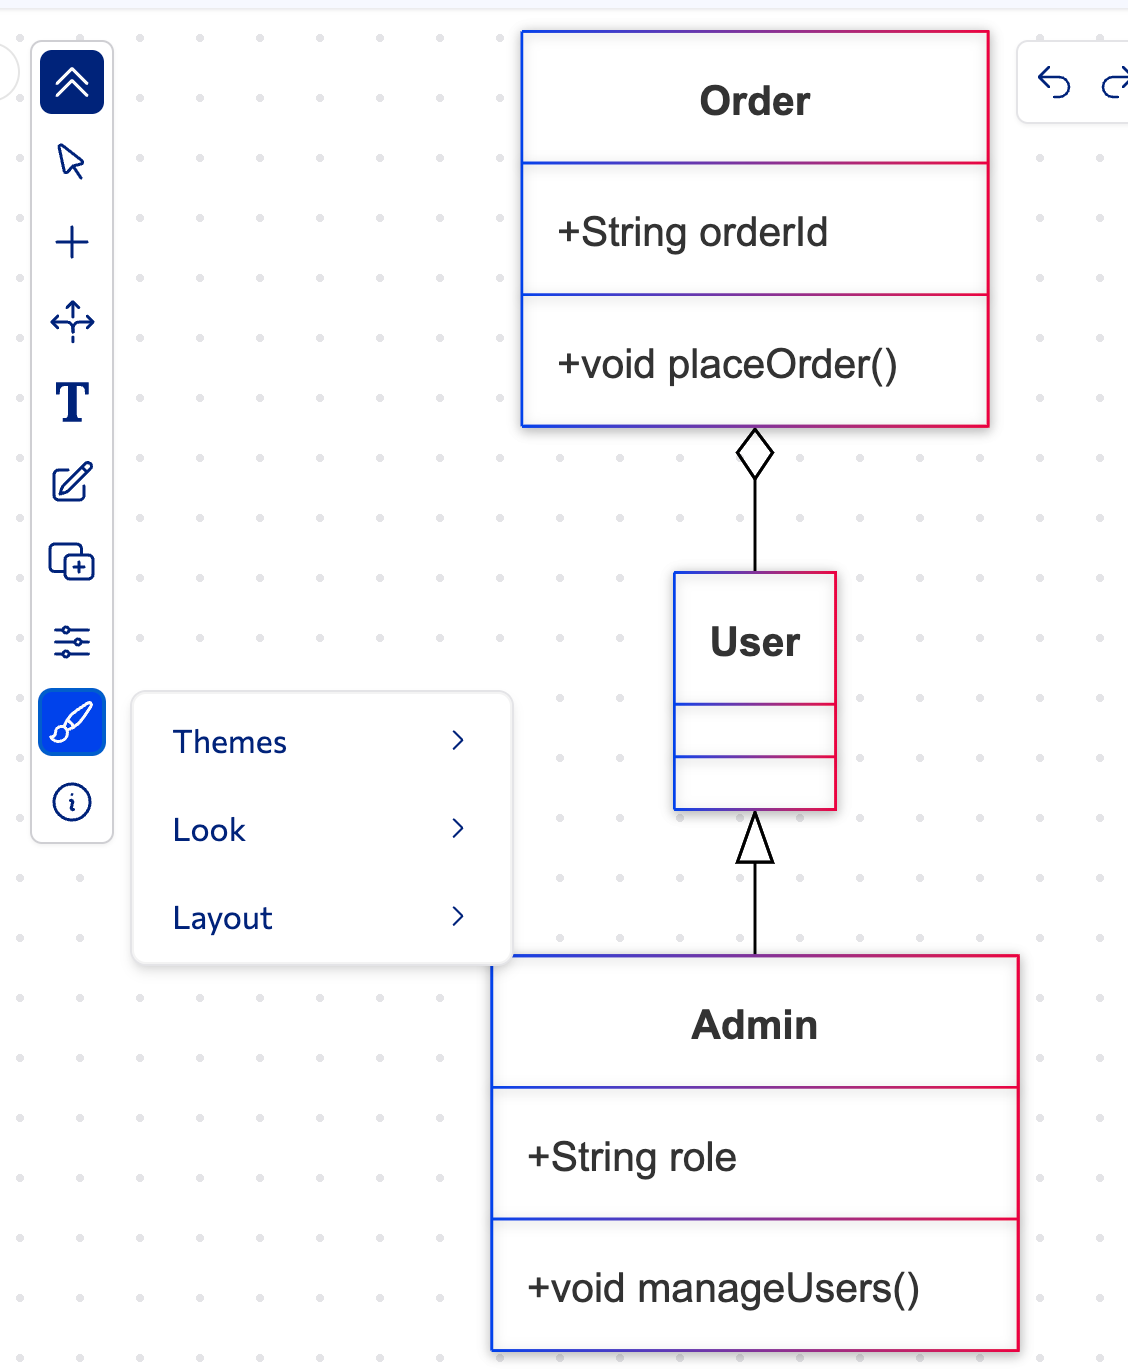 Order
+String orderId
+void placeOrder()
T
User
Themes
Look
Layout
Admin
+String role
+void manageUsers()